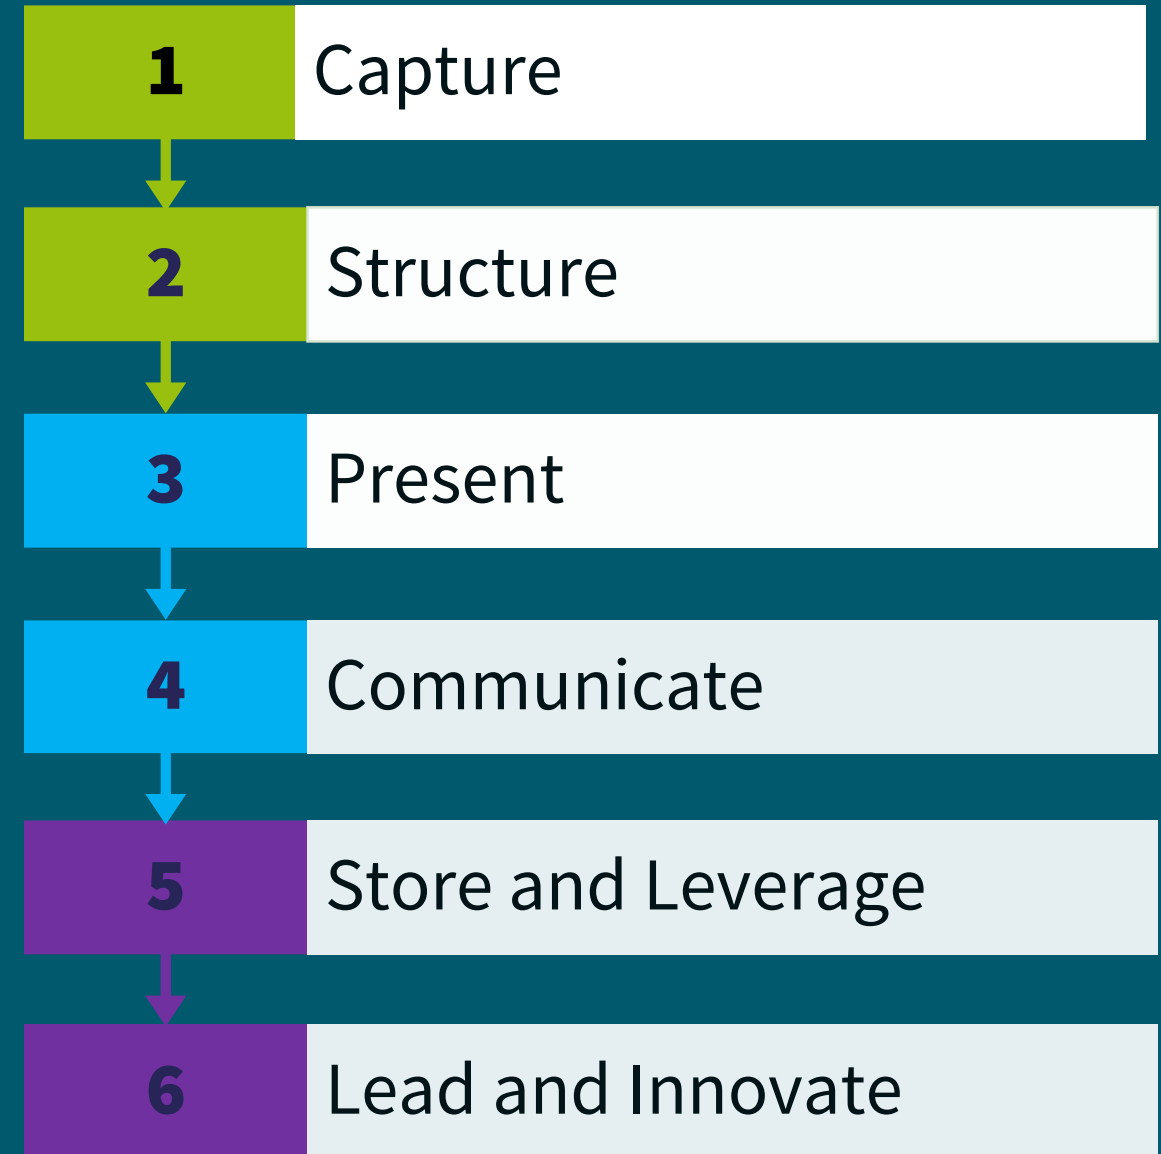 1 Capture
2 Structure
3 Present
4 Communicate
5 Store and Leverage
6 Lead and Innovate